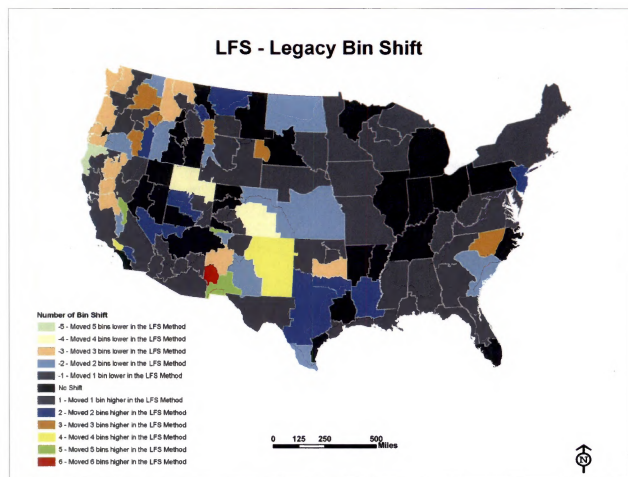 LFS - Legacy Bin Shift
Number of Bin Shift
-5 - Moved 5 bins lower in the LFS Method
-4 - Moved 4 bins lower in the LFS Method
-3 - Moved 3 bins lower in the LFS Method
-2 - Moved 2 bins lower in the LFS Method
-1 - Moved 1 bin lower in the LFS Method
No Shift
1 - Moved 1 bin higher in the LFS Method
2 - Moved 2 bins higher in the LFS Method
3 - Moved 3 bins higher in the LFS Method
4 - Moved 4 bins higher in the LFS Method
5 - Moved 5 bins higher in the LFS Method
6 - Moved 6 bins higher in the LFS Method
0 125 250 500
Miles
N